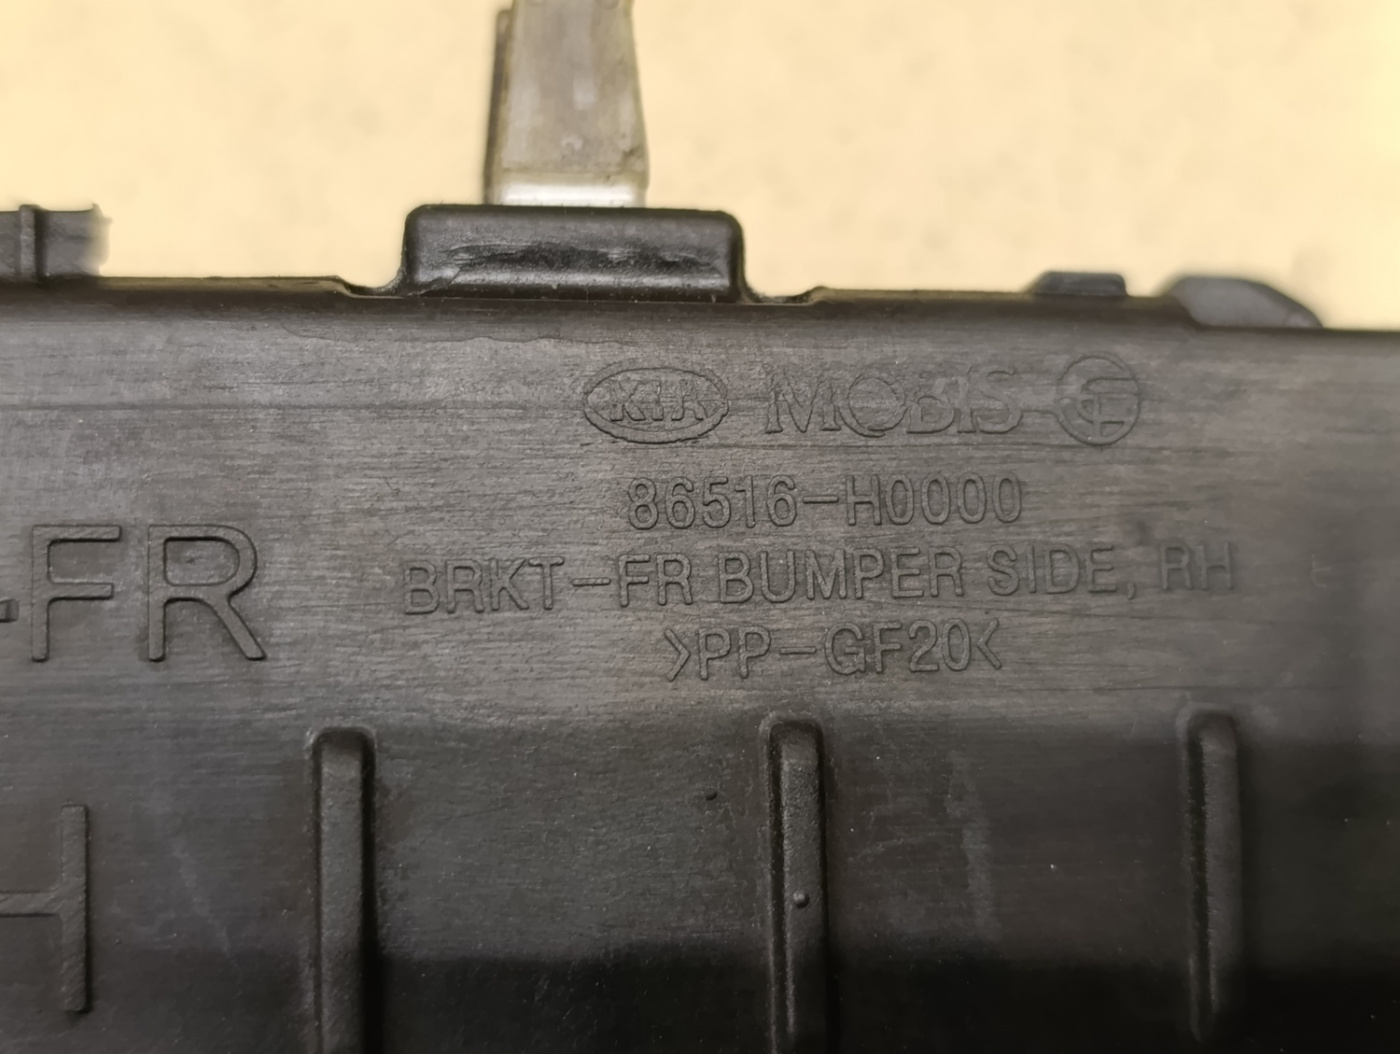 KIA MOBIS
86516-H0000
-FR BRKT-FR BUMPER SIDE, RH
>PP-GF20<
H